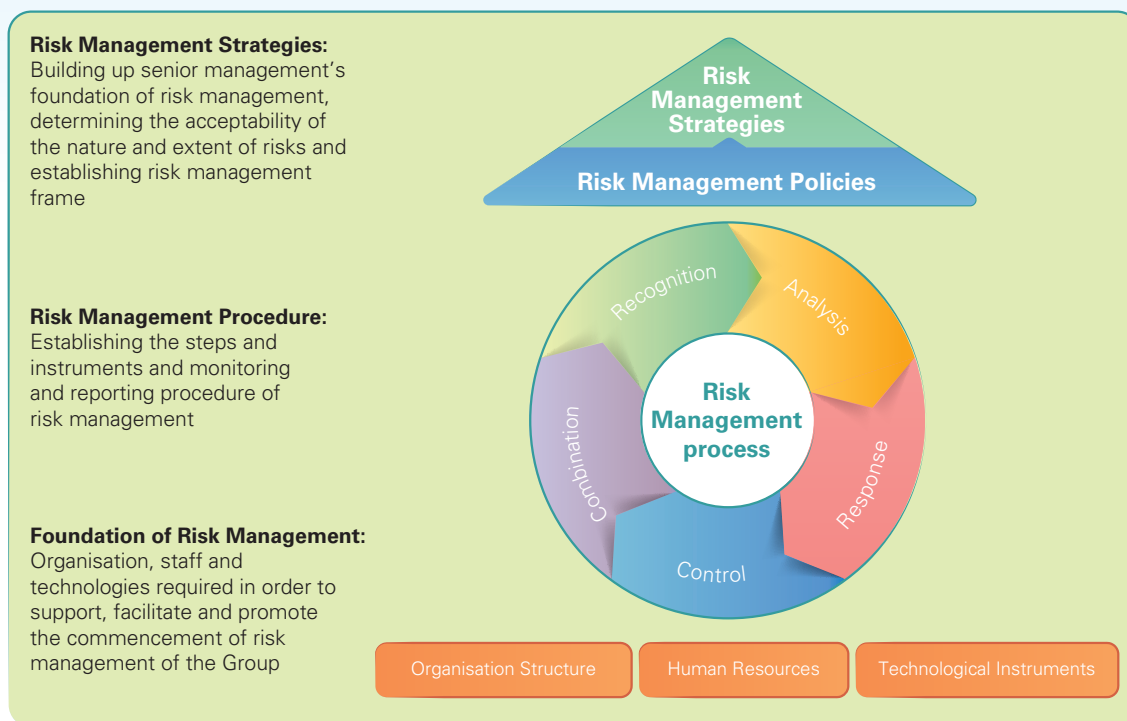 Risk Management Strategies:
Building up senior management’s
foundation of risk management,
determining the acceptability of
the nature and extent of risks and
establishing risk management
frame
Risk
Management
Strategies
Risk Management Policies
Risk Management Procedure:
Establishing the steps and
instruments and monitoring
and reporting procedure of
risk management
Recognition
Analysis
Response
Control
Combination
Risk
Management
process
Foundation of Risk Management:
Organisation, staff and
technologies required in order to
support, facilitate and promote
the commencement of risk
management of the Group
Organisation Structure
Human Resources
Technological Instruments